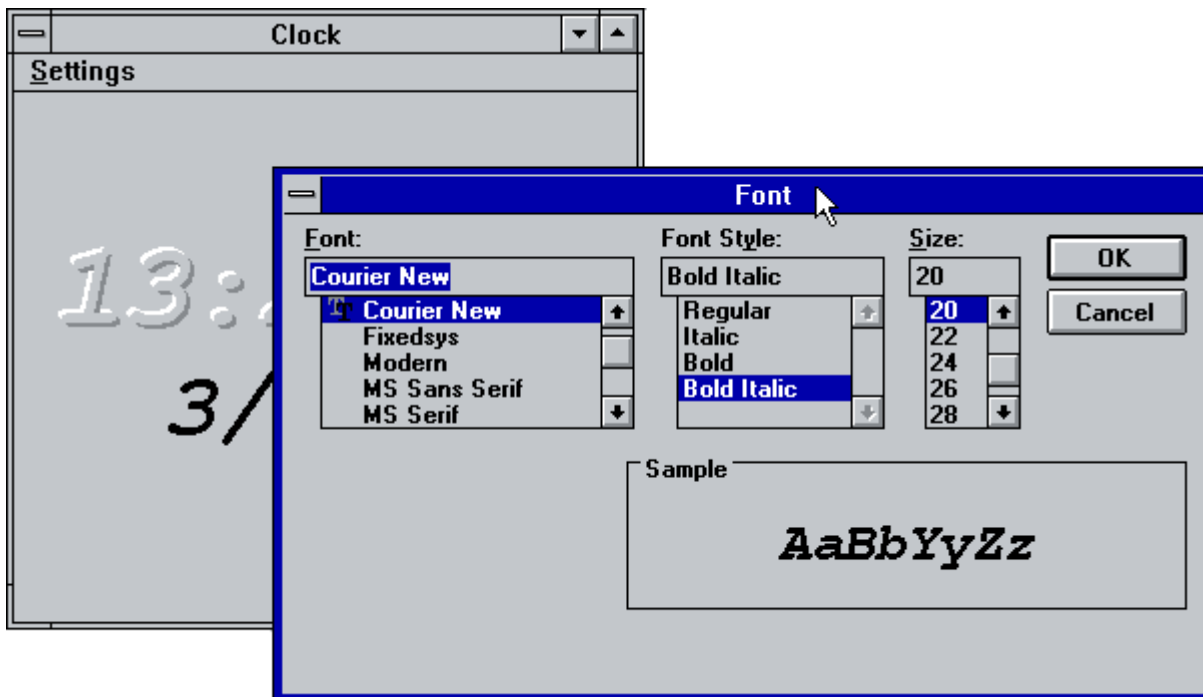 Clock
Settings
13:
3/
Font
Font:
Font Style:
Size:
Courier New
Bold Italic
20
OK
Cancel
Courier New
Fixedsys
Modern
MS Sans Serif
MS Serif
Regular
Italic
Bold
Bold Italic
20
22
24
26
28
Sample
AaBbYyZz